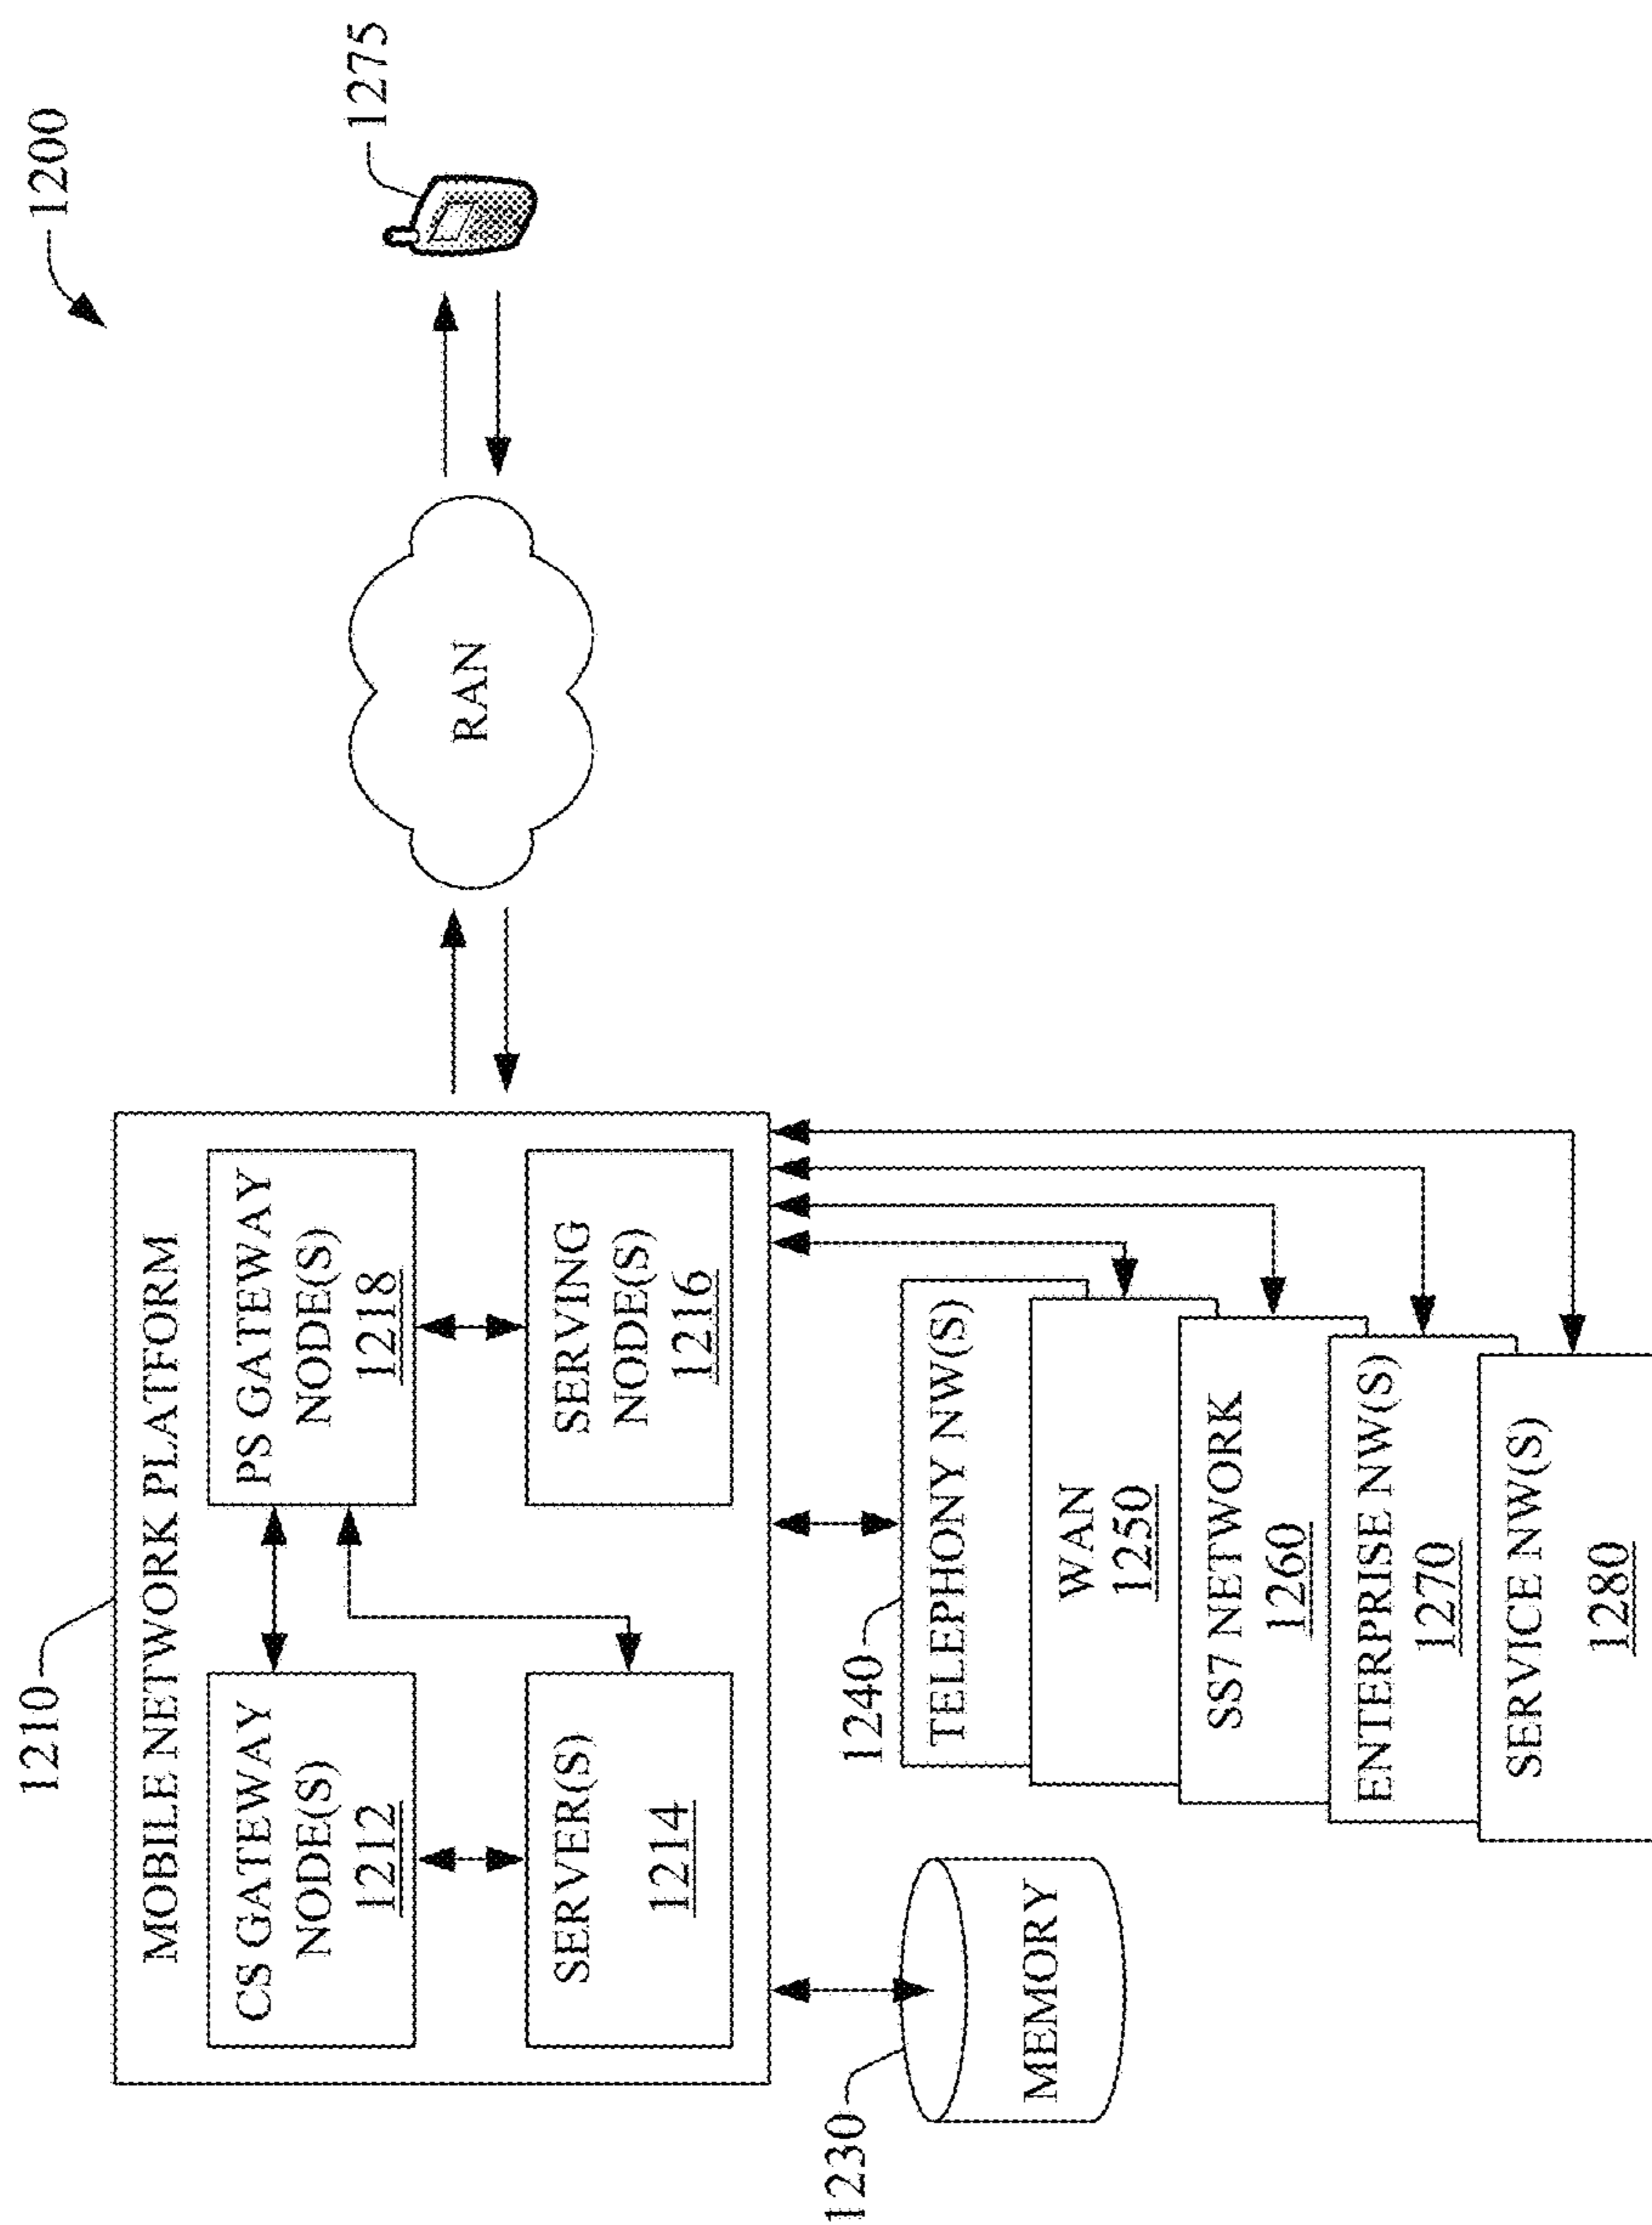 1200
1210
MOBILE NETWORK PLATFORM
CS GATEWAY
NODE(S)
1212
PS GATEWAY
NODE(S)
1218
SERVER(S)
1214
SERVING
NODE(S)
1216
RAN
1275
1230
MEMORY
1240
TELEPHONY NW(S)
WAN
1250
SS7 NETWORK
1260
ENTERPRISE NW(S)
1270
SERVICE NW(S)
1280